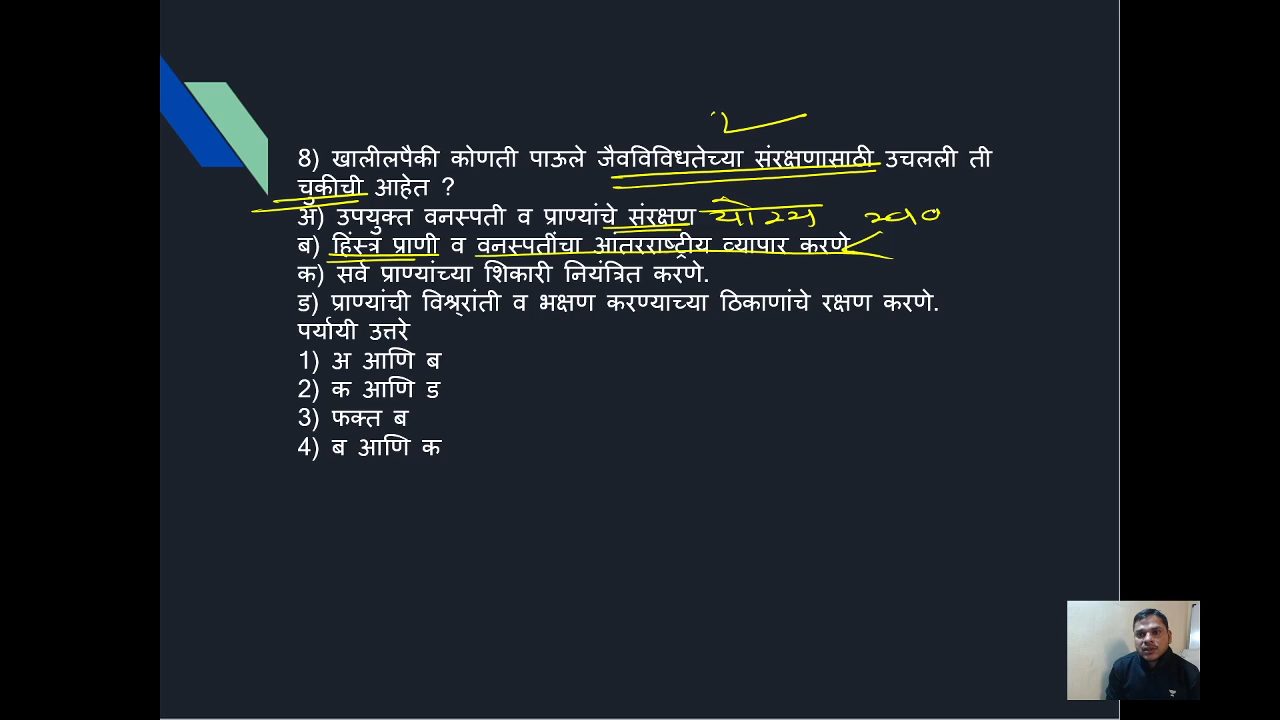 8) खालीलपैकी कोणती पाऊले जैवविविधतेच्या संरक्षणासाठी उचलली ती
चुकीची आहेत ?
अ) उपयुक्त वनस्पती व प्राण्यांचे संरक्षण योग्य
ब) हिंस्त्र प्राणी व वनस्पतींचा आंतरराष्ट्रीय व्यापार करणे
क) सर्व प्राण्यांच्या शिकारी नियंत्रित करणे.
ड) प्राण्यांची विश्र्रांती व भक्षण करण्याच्या ठिकाणांचे रक्षण करणे.
पर्यायी उत्तरे
1) अ आणि ब
2) क आणि ड
3) फक्त ब
4) ब आणि क